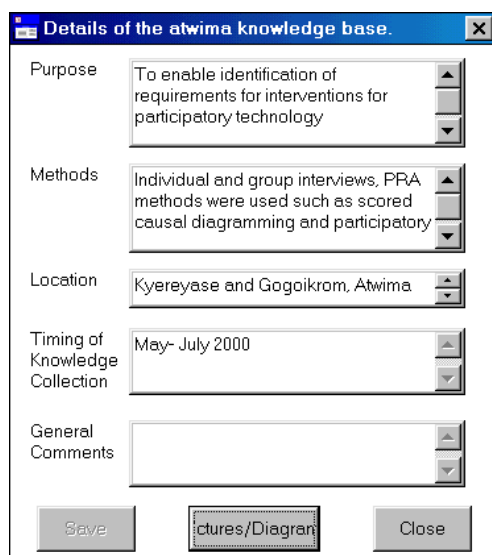 Details of the atwima knowledge base.
Purpose
To enable identification of
requirements for interventions for
participatory technology
Methods
Individual and group interviews, PRA
methods were used such as scored
causal diagramming and participatory
Location
Kyereyase and Gogoikrom, Atwima
Timing of
Knowledge
Collection
May- July 2000
General
Comments
Save
ctures/Diagran
Close